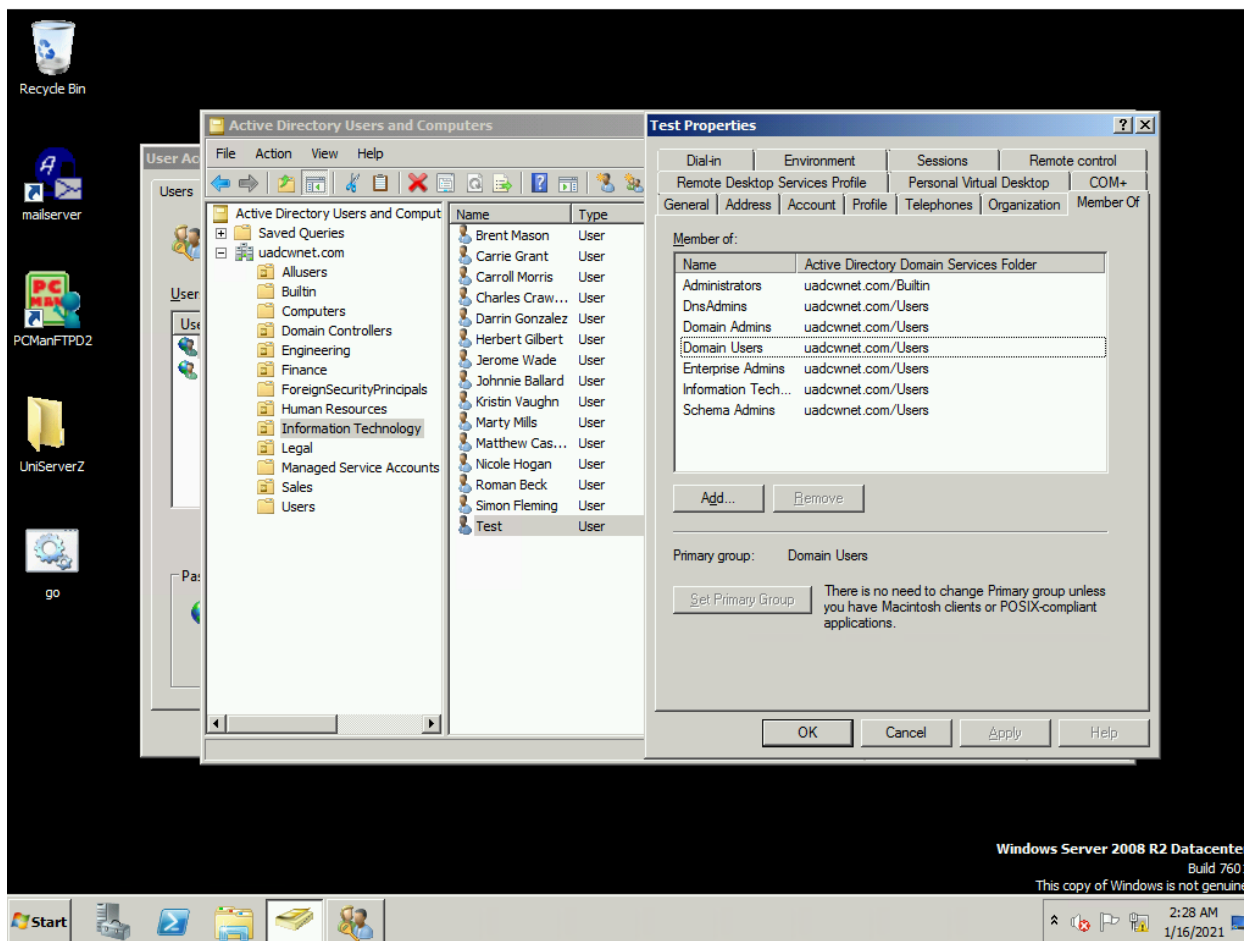 Recycle Bin
mailserver
PCManFTPD2
UniServerZ
go
User Ac
Users
User
Use
Pa
Active Directory Users and Computers
File Action View Help
Active Directory Users and Comput
Saved Queries
uadcwnet.com
Allusers
Builtin
Computers
Domain Controllers
Engineering
Finance
ForeignSecurityPrincipals
Human Resources
Information Technology
Legal
Managed Service Accounts
Sales
Users
Name Type
Brent Mason User
Carrie Grant User
Carroll Morris User
Charles Craw... User
Darrin Gonzalez User
Herbert Gilbert User
Jerome Wade User
Johnnie Ballard User
Kristin Vaughn User
Marty Mills User
Matthew Cas... User
Nicole Hogan User
Roman Beck User
Simon Fleming User
Test User
Test Properties
Dial-in Environment Sessions Remote control
Remote Desktop Services Profile Personal Virtual Desktop COM+
General Address Account Profile Telephones Organization Member Of
Member of:
Name Active Directory Domain Services Folder
Administrators uadcwnet.com/Builtin
DnsAdmins uadcwnet.com/Users
Domain Admins uadcwnet.com/Users
Domain Users uadcwnet.com/Users
Enterprise Admins uadcwnet.com/Users
Information Tech... uadcwnet.com/Users
Schema Admins uadcwnet.com/Users
Add... Remove
Primary group: Domain Users
Set Primary Group
There is no need to change Primary group unless
you have Macintosh clients or POSIX-compliant
applications.
OK Cancel Apply Help
Windows Server 2008 R2 Datacente
Build 760
This copy of Windows is not genuine
Start
2:28 AM
1/16/2021